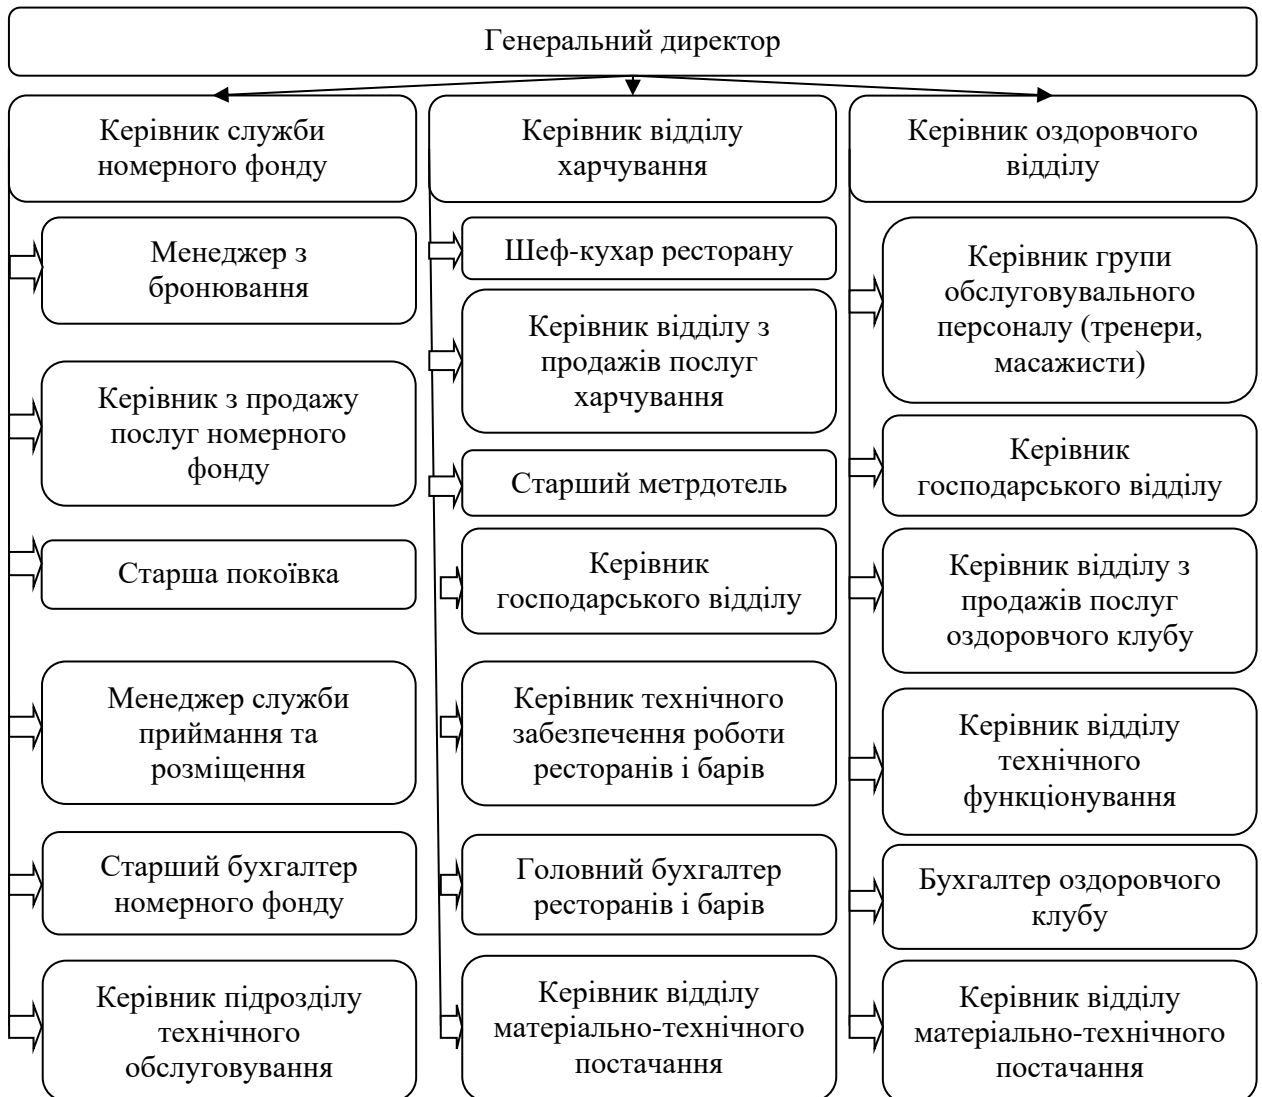 Генеральний директор
Керівник служби
номерного фонду
Менеджер з
бронювання
Керівник з продажу
послуг номерного
фонду
Старша покоївка
Менеджер служби
приймання та
розміщення
Старший бухгалтер
номерного фонду
Керівник підрозділу
технічного
обслуговування
Керівник відділу
харчування
Шеф-кухар ресторану
Керівник відділу з
продажів послуг
харчування
Старший метрдотель
Керівник
господарського відділу
Керівник технічного
забезпечення роботи
ресторанів і барів
Головний бухгалтер
ресторанів і барів
Керівник відділу
матеріально-технічного
постачання
Керівник оздоровчого
відділу
Керівник групи
обслуговувального
персоналу (тренери,
масажисти)
Керівник
господарського відділу
Керівник відділу з
продажів послуг
оздоровчого клубу
Керівник відділу
технічного
функціонування
Бухгалтер оздоровчого
клубу
Керівник відділу
матеріально-технічного
постачання